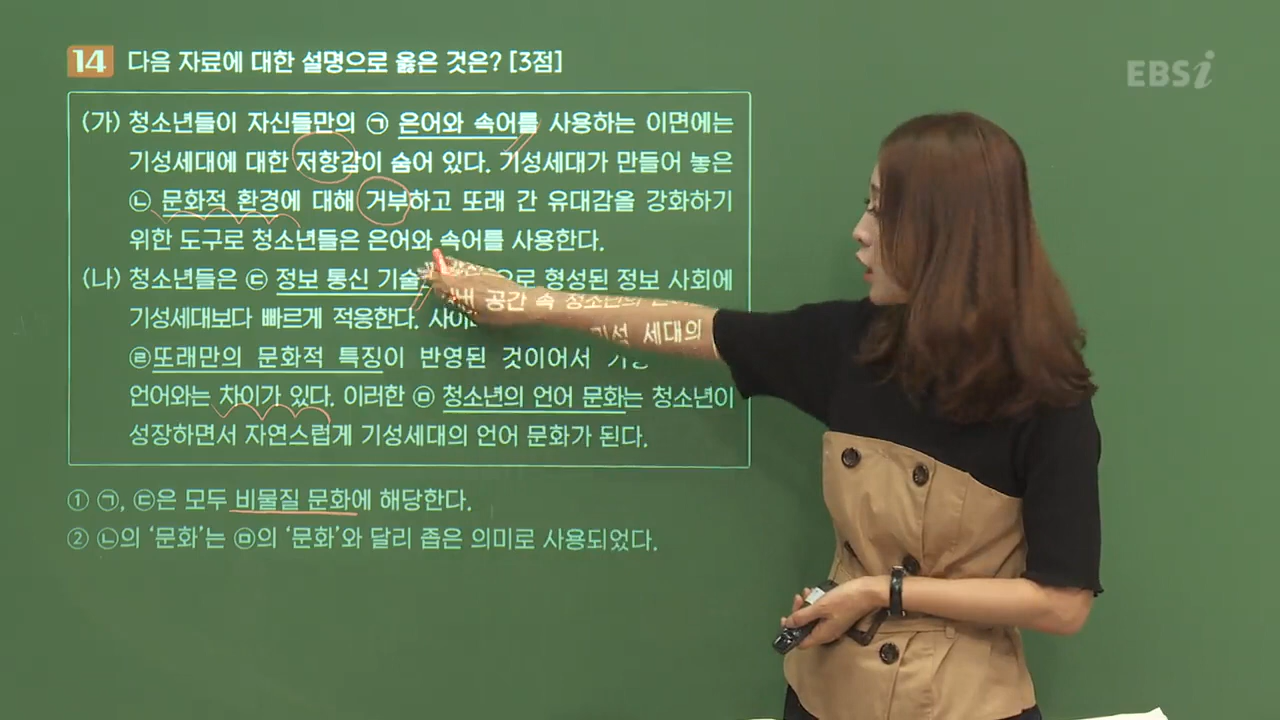 14 다음 자료에 대한 설명으로 옳은 것은? [3점]
EBSi
(가) 청소년들이 자신들만의 ㉠ 은어와 속어를 사용하는 이면에는
기성세대에 대한 저항감이 숨어 있다. 기성세대가 만들어 놓은
㉡ 문화적 환경에 대해 거부하고 또래 간 유대감을 강화하기
위한 도구로 청소년들은 은어와 속어를 사용한다.
(나) 청소년들은 ㉢ 정보 통신 기술 으로 형성된 정보 사회에
기성세대보다 빠르게 적응한다. 공간 속 청소년의
세대의
㉣또래만의 문화적 특징이 반영된 것이어서
언어와는 차이가 있다. 이러한 ㉤ 청소년의 언어 문화는 청소년이
성장하면서 자연스럽게 기성세대의 언어 문화가 된다.
① ㉠, ㉢은 모두 비물질 문화에 해당한다.
② ㉡의 ‘문화’는 ㉤의 ‘문화’와 달리 좁은 의미로 사용되었다.